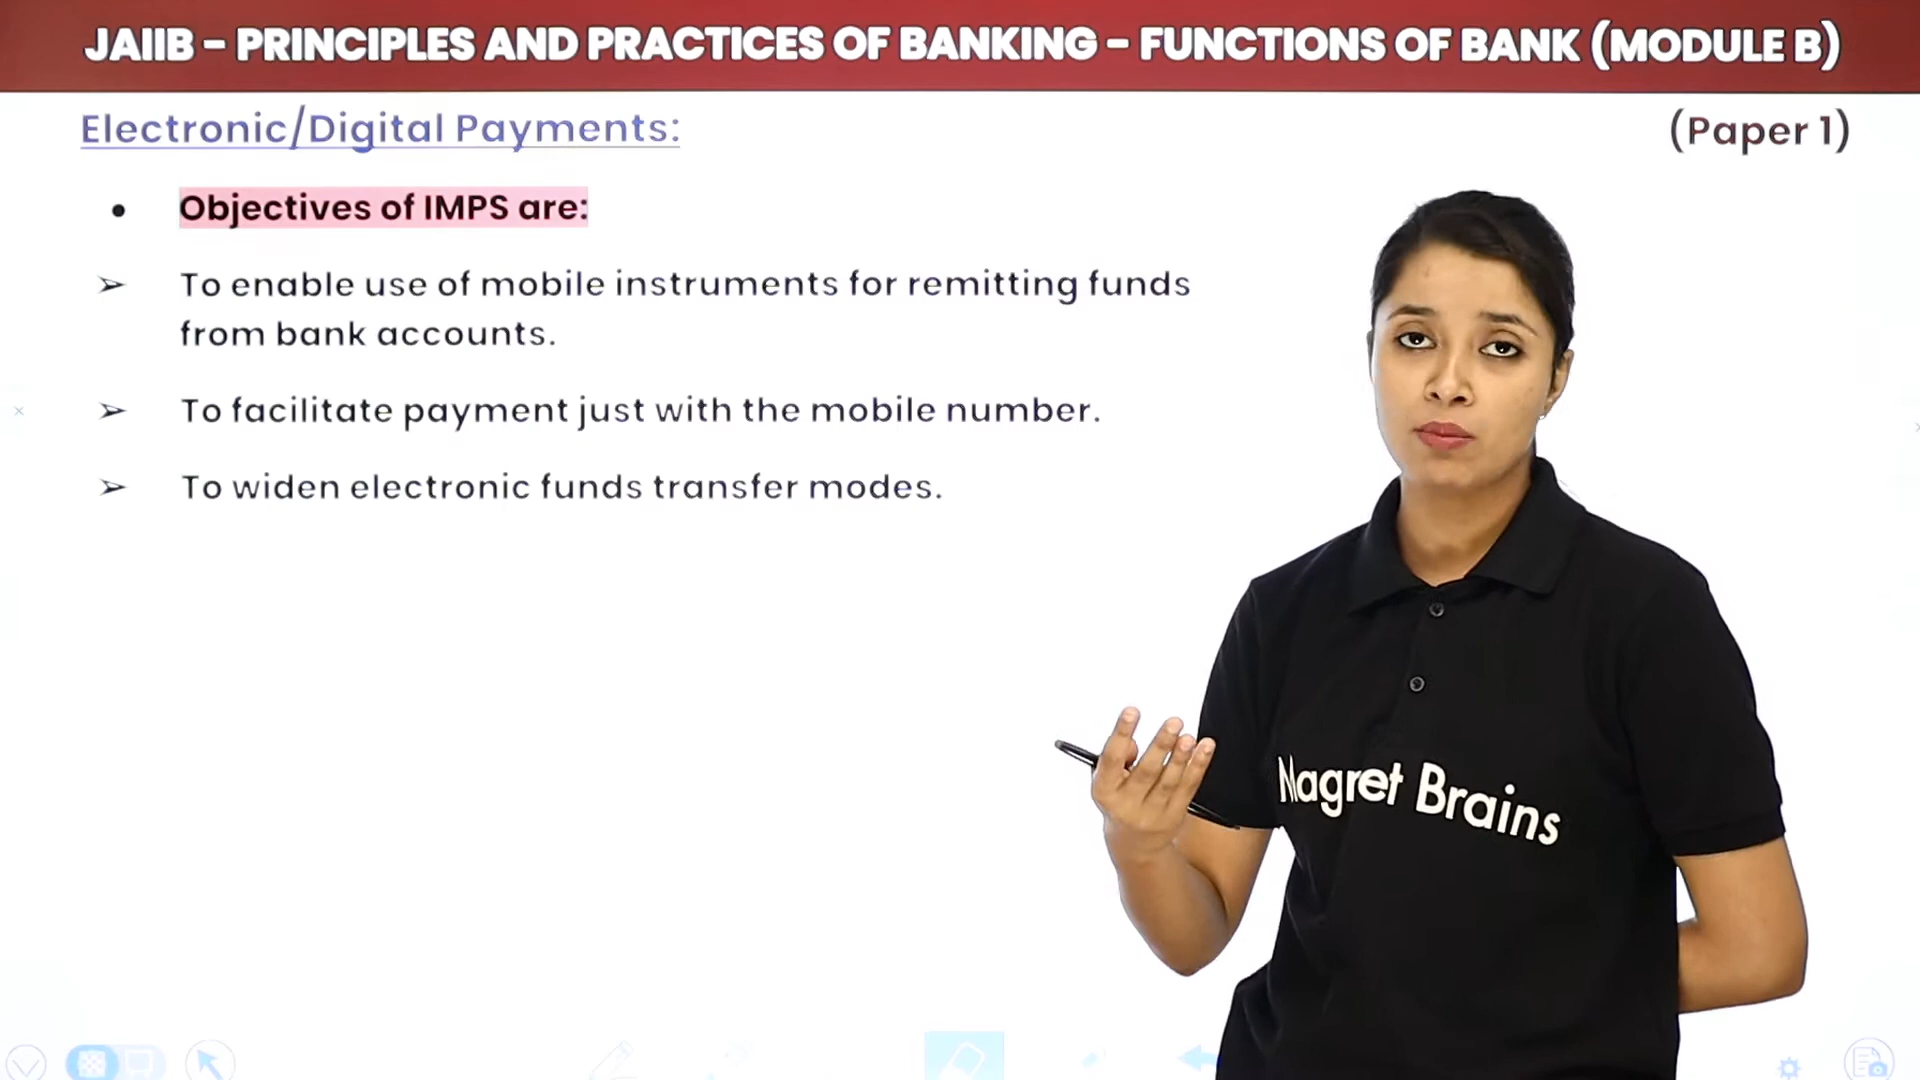 JAIIB - PRINCIPLES AND PRACTICES OF BANKING - FUNCTIONS OF BANK (MODULE B)
Electronic/Digital Payments:
(Paper 1)
• Objectives of IMPS are:
➢ To enable use of mobile instruments for remitting funds
from bank accounts.
➢ To facilitate payment just with the mobile number.
➢ To widen electronic funds transfer modes.
Magret Brains